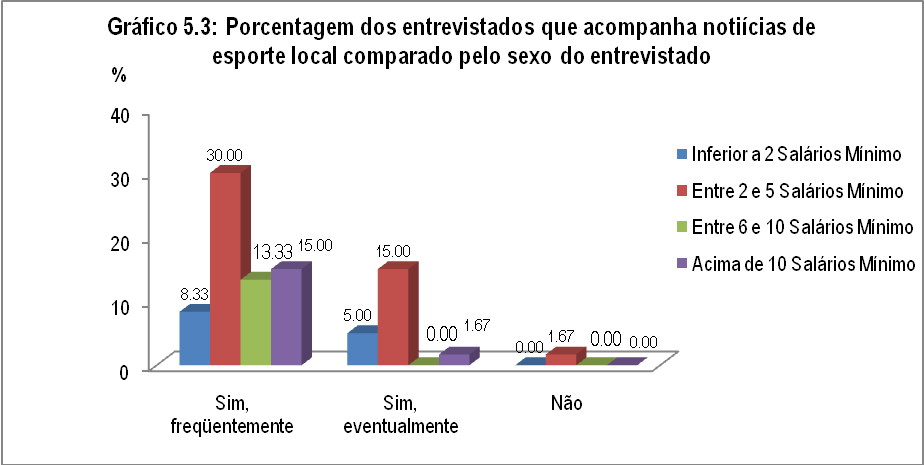 Gráfico 5.3: Porcentagem dos entrevistados que acompanha notiícias de
esporte local comparado pelo sexo do entrevistado
%
40
30
20
10
0
30.00
8.33
13.33
15.00
5.00
15.00
0.00
1.67
0.00
1.67
0.00
0.00
Sim,
freqüentemente
Sim,
eventualmente
Não
Inferior a 2 Salários Mínimo
Entre 2 e 5 Salários Mínimo
Entre 6 e 10 Salários Mínimo
Acima de 10 Salários Mínimo